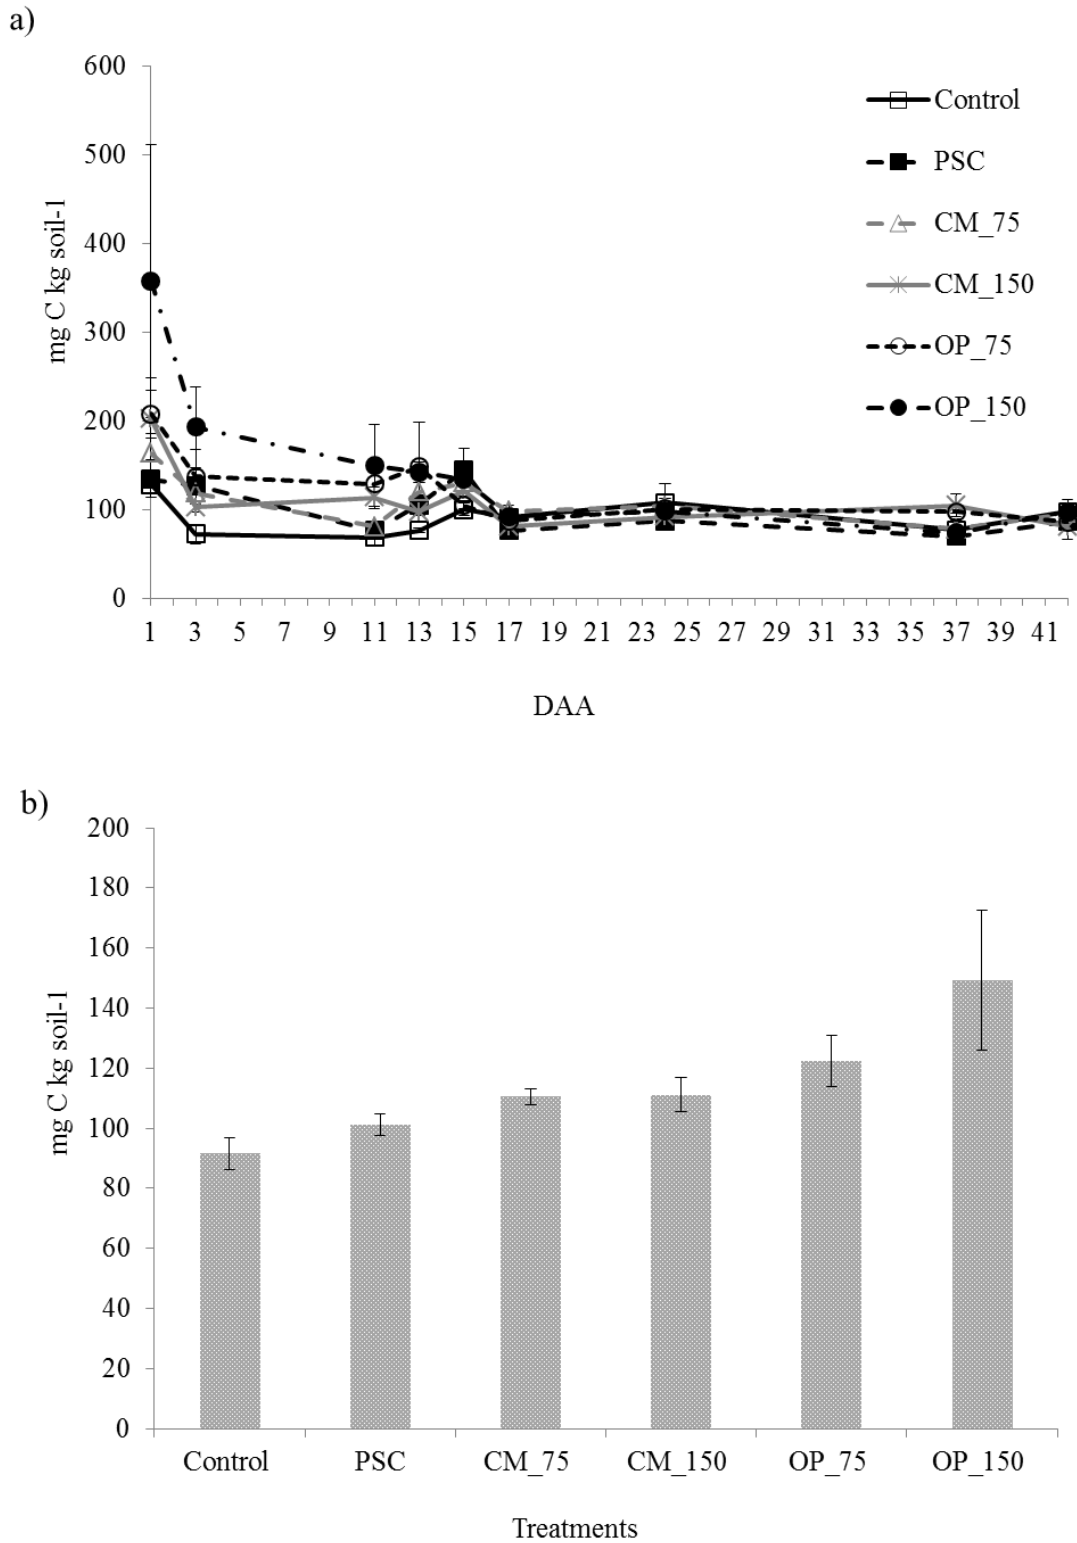 a)
600
500
400
300
200
100
0
mg C kg soil-1
Control
PSC
CM_75
CM_150
OP_75
OP_150
1 3 5 7 9 11 13 15 17 19 21 23 25 27 29 31 33 35 37 39 41
DAA
b)
200
180
160
140
120
100
80
60
40
20
0
mg C kg soil-1
Control PSC CM_75 CM_150 OP_75 OP_150
Treatments